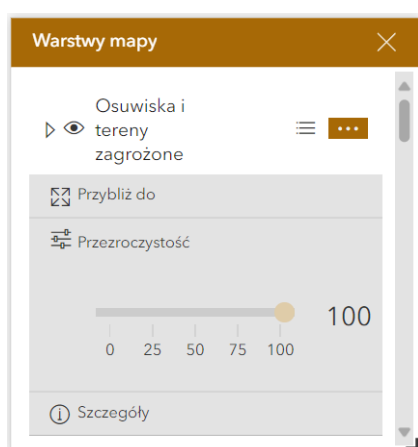 Warstwy mapy
Osuwiska i
tereny
zagrożone
Przybliż do
Przezroczystość
100
0 25 50 75 100
Szczegóły